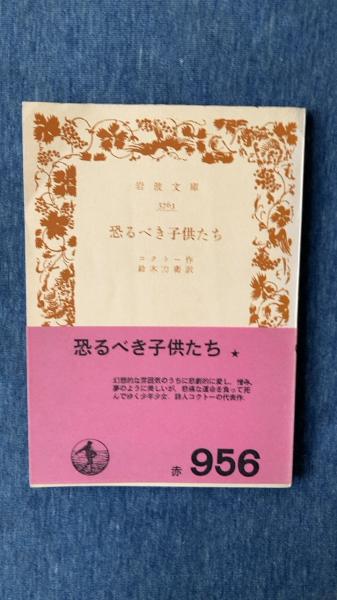 岩波文庫
5763
恐るべき子供たち
コクトー作
鈴木力衛訳
恐るべき子供たち ★
幻想的な雰囲気のうちに悲劇的に愛し、憎み、
夢のように美しいが、悲痛な運命を負って死
んでゆく少年少女。詩人コクトーの代表作。
赤 956